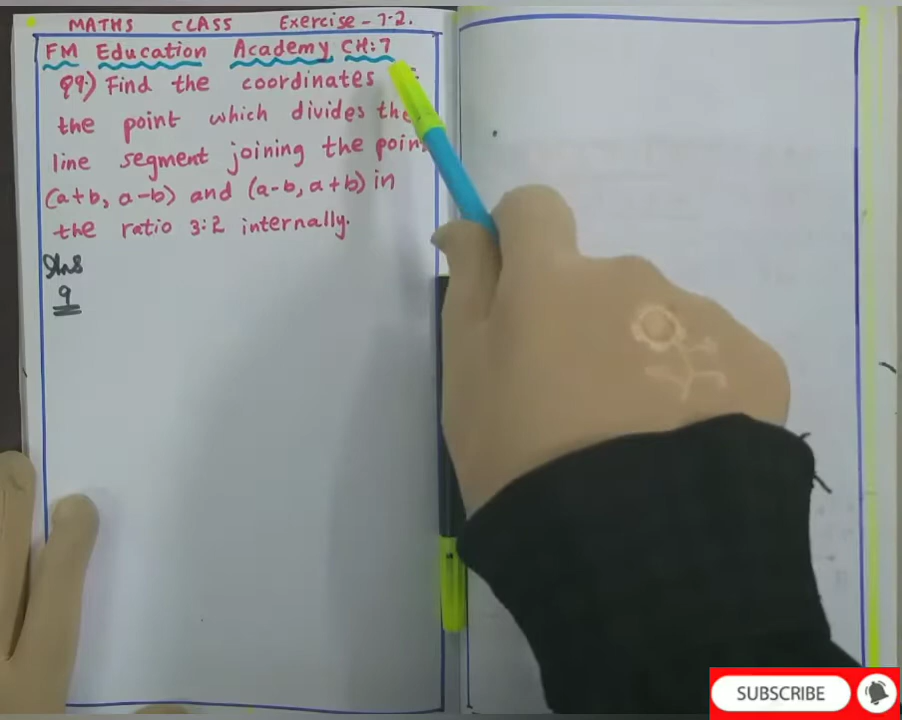 MATHS CLASS Exercise - 7.2.
FM Education Academy CH:7
Q9:) Find the coordinates
the point which divides the
line segment joining the poin
(a+b, a-b) and (a-b, a+b) in
the ratio 3:2 internally.
Ans
9
SUBSCRIBE